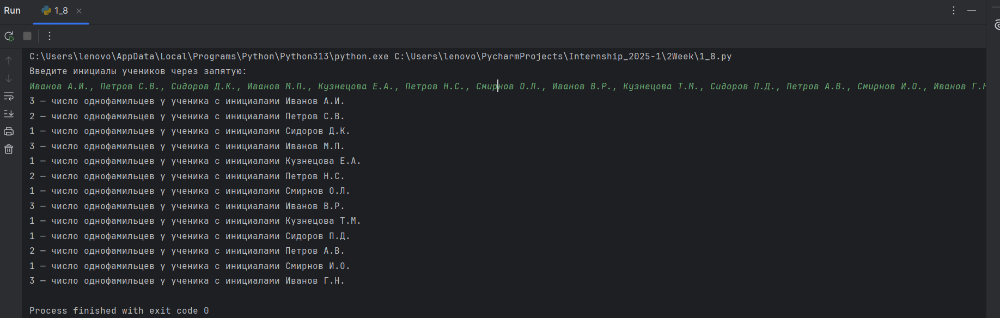 Run 1_8
C:\Users\lenovo\AppData\Local\Programs\Python\Python313\python.exe C:\Users\lenovo\PycharmProjects\Internship_2025-1\2Week\1_8.py
Введите инициалы учеников через запятую:
Иванов А.И., Петров С.В., Сидоров Д.К., Иванов М.П., Кузнецова Е.А., Петров Н.С., Смирнов О.Л., Иванов В.Р., Кузнецова Т.М., Сидоров П.Д., Петров А.В., Смирнов И.О., Иванов Г.Н
3 — число однофамильцев у ученика с инициалами Иванов А.И.
2 — число однофамильцев у ученика с инициалами Петров С.В.
1 — число однофамильцев у ученика с инициалами Сидоров Д.К.
3 — число однофамильцев у ученика с инициалами Иванов М.П.
1 — число однофамильцев у ученика с инициалами Кузнецова Е.А.
2 — число однофамильцев у ученика с инициалами Петров Н.С.
1 — число однофамильцев у ученика с инициалами Смирнов О.Л.
3 — число однофамильцев у ученика с инициалами Иванов В.Р.
1 — число однофамильцев у ученика с инициалами Кузнецова Т.М.
1 — число однофамильцев у ученика с инициалами Сидоров П.Д.
2 — число однофамильцев у ученика с инициалами Петров А.В.
1 — число однофамильцев у ученика с инициалами Смирнов И.О.
3 — число однофамильцев у ученика с инициалами Иванов Г.Н.
Process finished with exit code 0